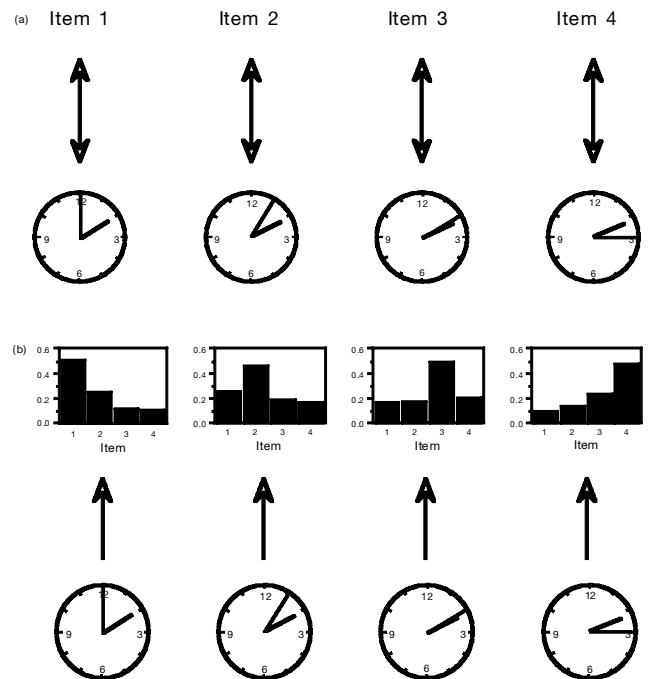 (a) Item 1 Item 2 Item 3 Item 4
12 12 12 12
9 3 9 3 9 3 9 3
6 6 6 6
(b) 0.6 0.6 0.6 0.6
0.4 0.4 0.4 0.4
0.2 0.2 0.2 0.2
0.0 0.0 0.0 0.0
1 2 3 4 1 2 3 4 1 2 3 4 1 2 3 4
Item Item Item Item
12 12 12 12
9 3 9 3 9 3 9 3
6 6 6 6